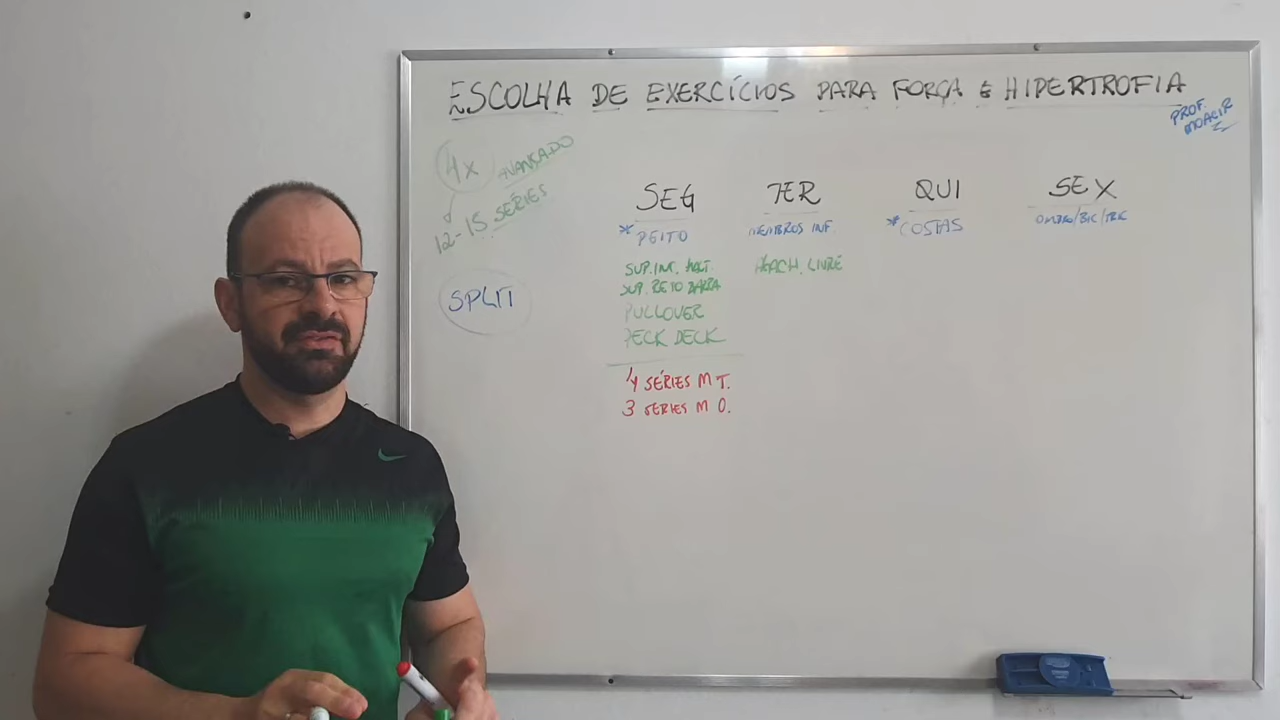 ESCOLHA DE EXERCÍCIOS PARA FORÇA E HIPERTROFIA
PROF. MOACIR
4x AVANÇADO
12-15 SÉRIES
SPLIT
SEG TER QUI SEX
* PEITO MEMBROS INF. * COSTAS OMBRO/BIC/TRIC
SUP. INC. HALT. AGACH. LIVRE
SUP. RETO BARRA
PULLOVER
PECK DECK
4 SÉRIES M T.
3 SERIES M O.